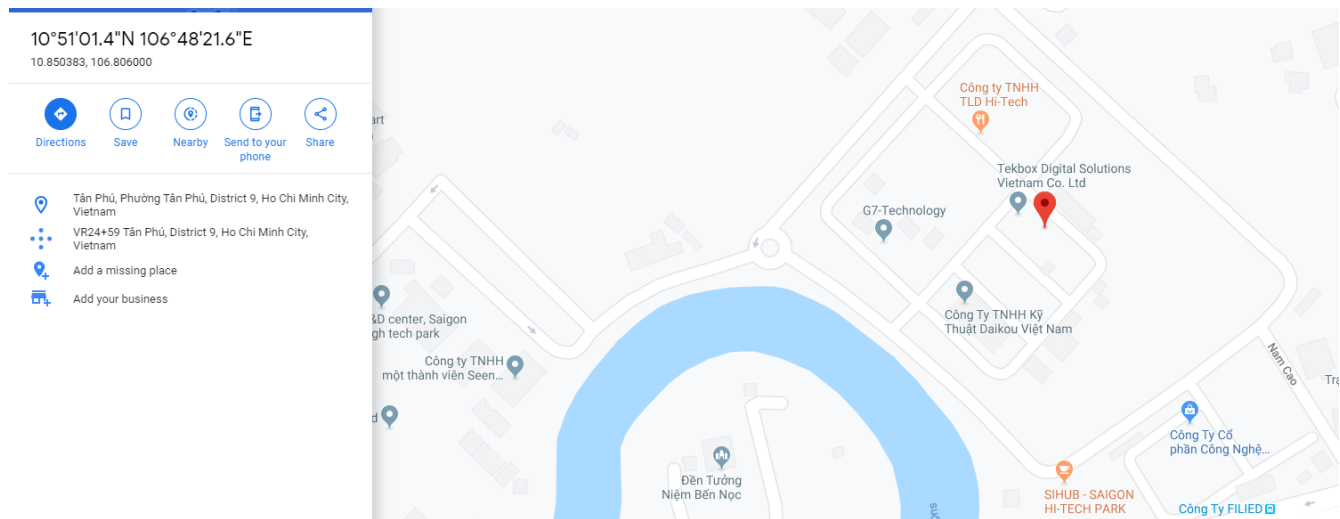 10°51'01.4"N 106°48'21.6"E
10.850383, 106.806000
Directions
Save
Nearby
Send to your
phone
Share
Tân Phú, Phường Tân Phú, District 9, Ho Chi Minh City,
Vietnam
VR24+59 Tân Phú, District 9, Ho Chi Minh City,
Vietnam
Add a missing place
Add your business
art
Công ty TNHH
TLD Hi-Tech
Tekbox Digital Solutions
Vietnam Co. Ltd
G7-Technology
&D center, Saigon
gh tech park
Công Ty TNHH Kỹ
Thuật Daikou Việt Nam
Công ty TNHH
một thành viên Seen...
Nam Cao
Trạ
d
Công Ty Cổ
phần Công Nghệ...
Đền Tưởng
Niệm Bến Nọc
SIHUB - SAIGON
HI-TECH PARK
Công Ty FILIED
suố